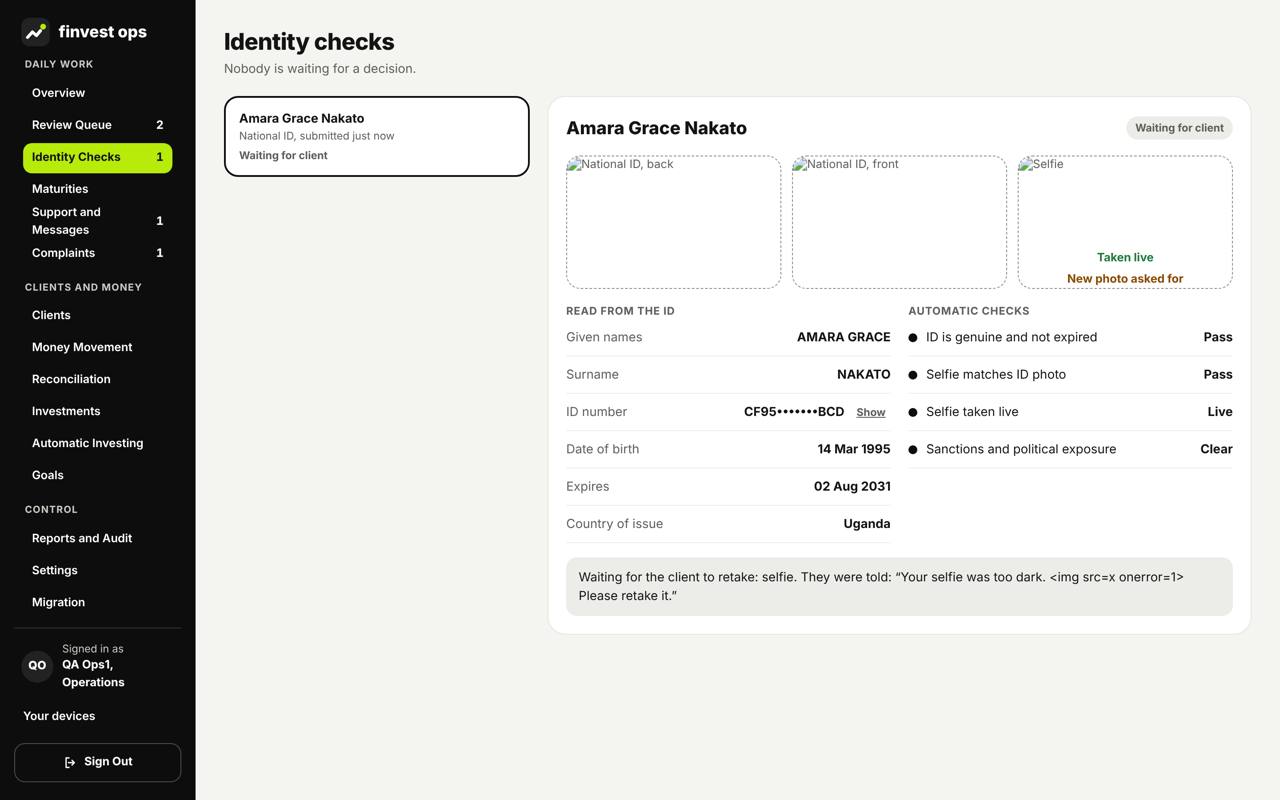 finvest ops
DAILY WORK
Overview
Review Queue 2
Identity Checks 1
Maturities
Support and
Messages 1
Complaints 1
CLIENTS AND MONEY
Clients
Money Movement
Reconciliation
Investments
Automatic Investing
Goals
CONTROL
Reports and Audit
Settings
Migration
QO
Signed in as
QA Ops1,
Operations
Your devices
Sign Out
Identity checks
Nobody is waiting for a decision.
Amara Grace Nakato
National ID, submitted just now
Waiting for client
Amara Grace Nakato
Waiting for client
National ID, back
National ID, front
Selfie
Taken live
New photo asked for
READ FROM THE ID
Given names AMARA GRACE
Surname NAKATO
ID number CF95•••••••BCD Show
Date of birth 14 Mar 1995
Expires 02 Aug 2031
Country of issue Uganda
AUTOMATIC CHECKS
ID is genuine and not expired Pass
Selfie matches ID photo Pass
Selfie taken live Live
Sanctions and political exposure Clear
Waiting for the client to retake: selfie. They were told: “Your selfie was too dark. <img src=x onerror=1>
Please retake it.”